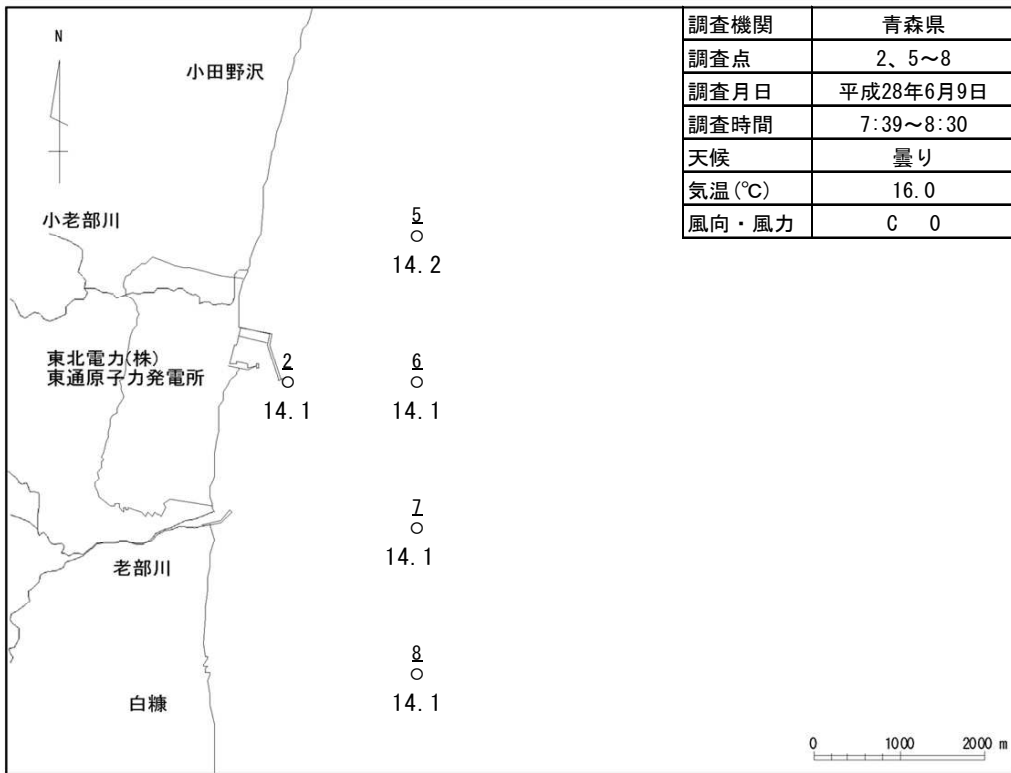 調査機関 青森県
調査点 2、5～8
調査月日 平成28年6月9日
調査時間 7:39～8:30
天候 曇り
気温(℃) 16.0
風向・風力 C 0
N
小田野沢
小老部川
5
14.2
東北電力(株)
東通原子力発電所
2
14.1
6
14.1
7
14.1
老部川
8
14.1
白糠
0 1000 2000 m